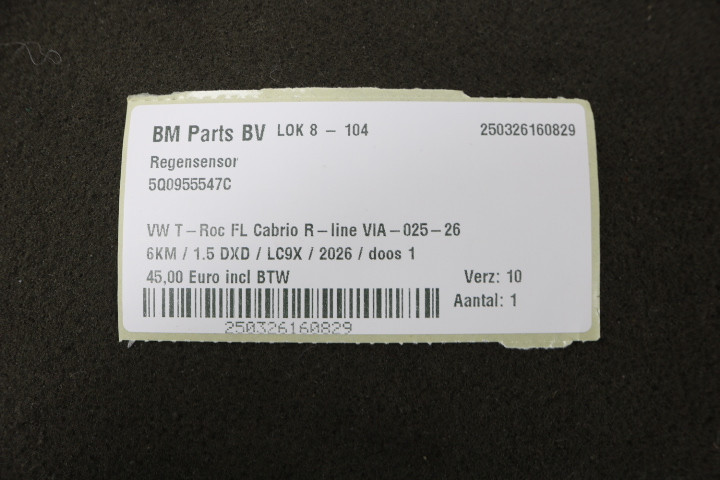 BM Parts BV LOK 8 - 104 250326160829
Regensensor
5Q0955547C
VW T-Roc FL Cabrio R-line VIA-025-26
6KM / 1.5 DXD / LC9X / 2026 / doos 1
45,00 Euro incl BTW Verz: 10
Aantal: 1
250326160829